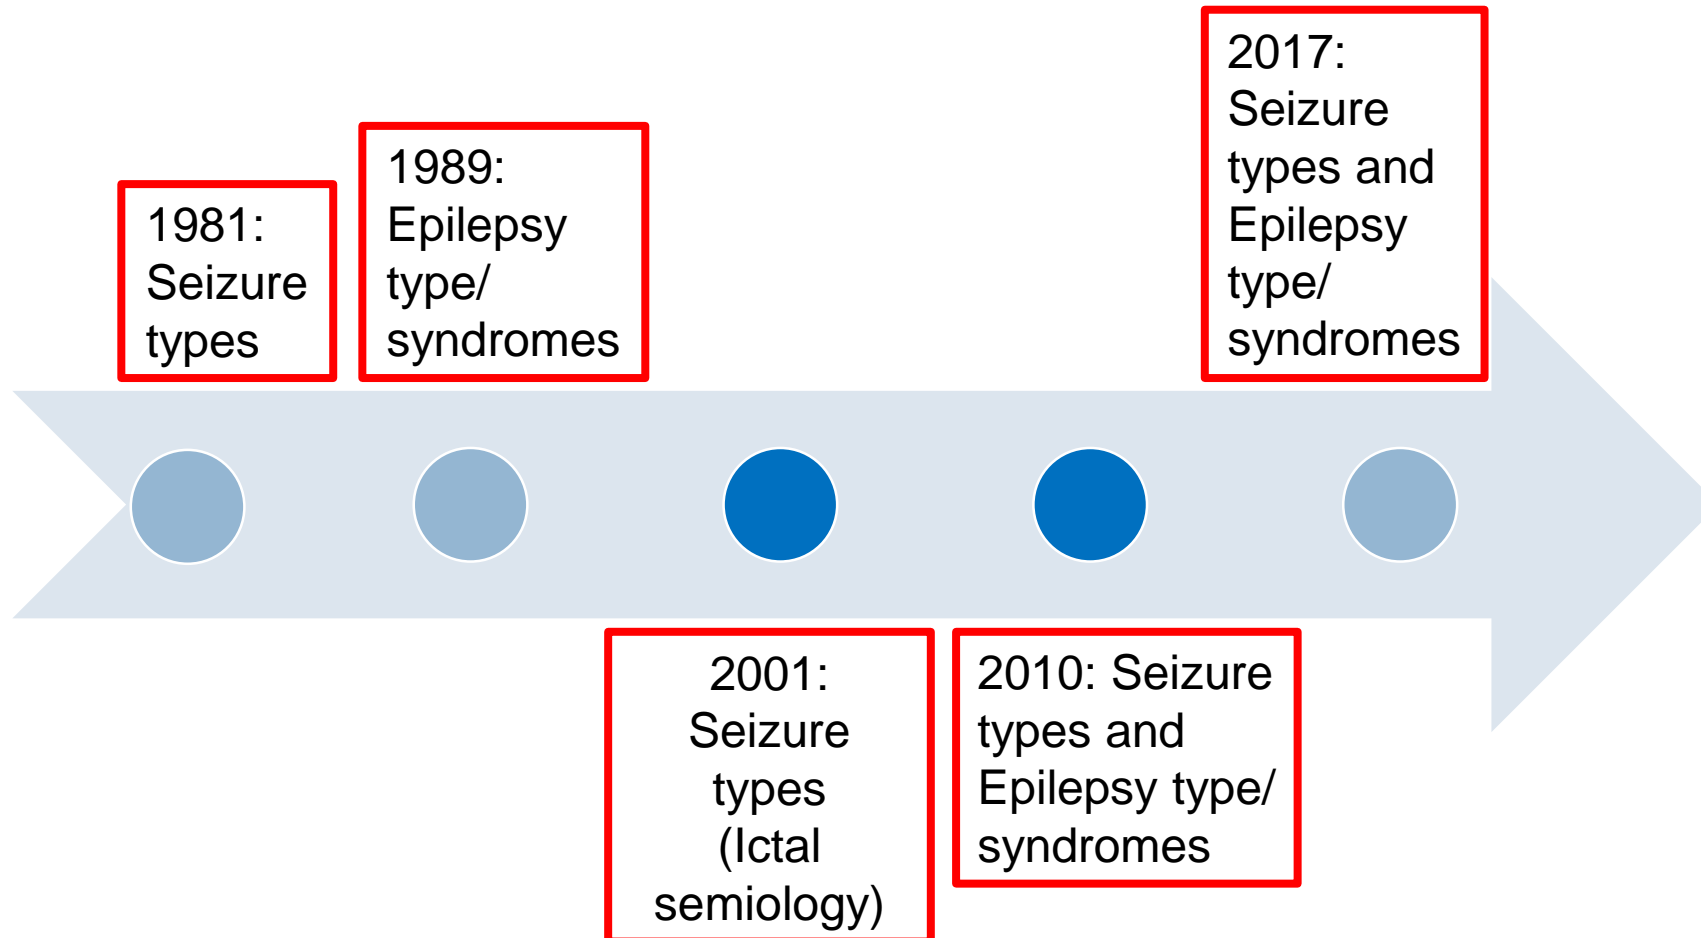 1981:
Seizure
types
1989:
Epilepsy
type/
syndromes
2001:
Seizure
types
(Ictal
semiology)
2010: Seizure
types and
Epilepsy type/
syndromes
2017:
Seizure
types and
Epilepsy
type/
syndromes